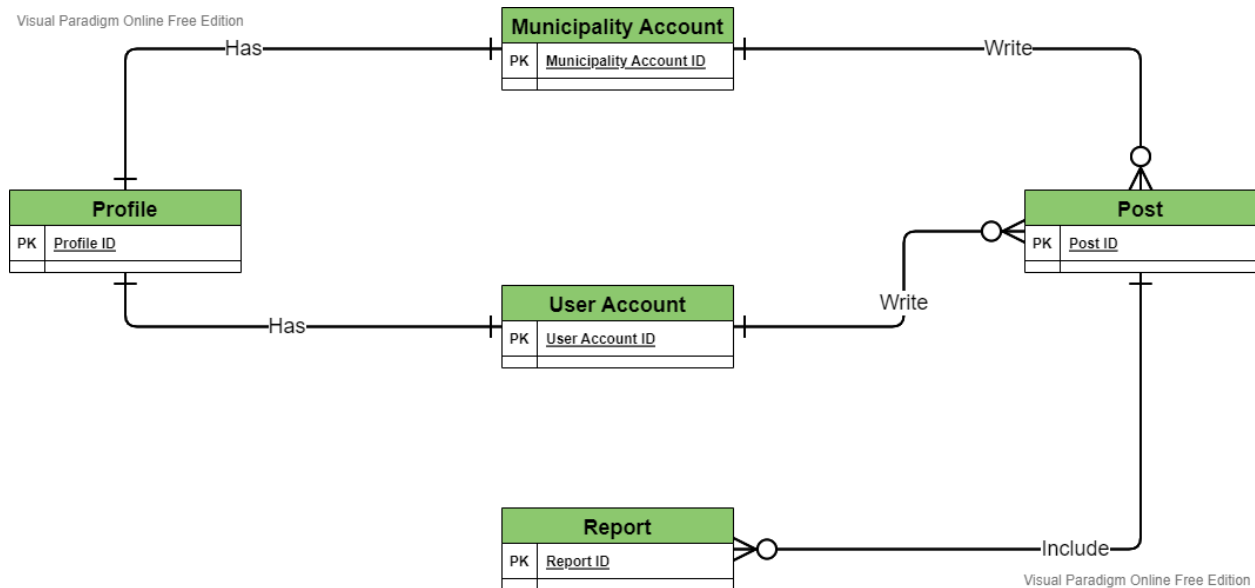 Visual Paradigm Online Free Edition
Municipality Account
PK Municipality Account ID
Has
Write
Profile
PK Profile ID
Post
PK Post ID
User Account
PK User Account ID
Has
Write
Report
PK Report ID
Include
Visual Paradigm Online Free Edition